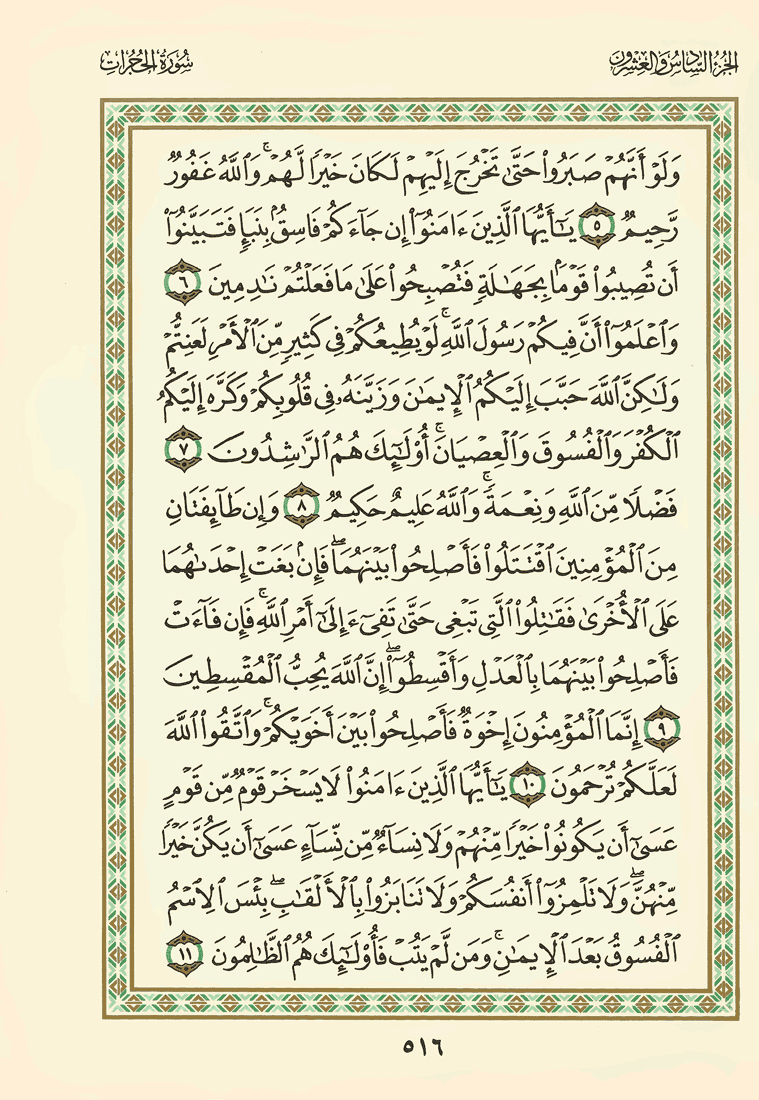 الجزء السادس والعشرون
سورة الحجرات
وَلَوْ أَنَّهُمْ صَبَرُوا۟ حَتَّىٰ تَخْرُجَ إِلَيْهِمْ لَكَانَ خَيْرًا لَّهُمْ ۚ وَٱللَّهُ غَفُورٌ
رَّحِيمٌ ٥ يَـٰٓأَيُّهَا ٱلَّذِينَ ءَامَنُوٓا۟ إِن جَآءَكُمْ فَاسِقٌۢ بِنَبَإٍ فَتَبَيَّنُوٓا۟
أَن تُصِيبُوا۟ قَوْمًۢا بِجَهَـٰلَةٍ فَتُصْبِحُوا۟ عَلَىٰ مَا فَعَلْتُمْ نَـٰدِمِينَ ٦
وَٱعْلَمُوٓا۟ أَنَّ فِيكُمْ رَسُولَ ٱللَّهِ ۚ لَوْ يُطِيعُكُمْ فِى كَثِيرٍ مِّنَ ٱلْأَمْرِ لَعَنِتُّمْ
وَلَـٰكِنَّ ٱللَّهَ حَبَّبَ إِلَيْكُمُ ٱلْإِيمَـٰنَ وَزَيَّنَهُۥ فِى قُلُوبِكُمْ وَكَرَّهَ إِلَيْكُمُ
ٱلْكُفْرَ وَٱلْفُسُوقَ وَٱلْعِصْيَانَ ۚ أُو۟لَـٰٓئِكَ هُمُ ٱلرَّٰشِدُونَ ٧
فَضْلًا مِّنَ ٱللَّهِ وَنِعْمَةً ۚ وَٱللَّهُ عَلِيمٌ حَكِيمٌ ٨ وَإِن طَآئِفَتَانِ
مِنَ ٱلْمُؤْمِنِينَ ٱقْتَتَلُوا۟ فَأَصْلِحُوا۟ بَيْنَهُمَا ۖ فَإِنۢ بَغَتْ إِحْدَىٰهُمَا
عَلَى ٱلْأُخْرَىٰ فَقَـٰتِلُوا۟ ٱلَّتِى تَبْغِى حَتَّىٰ تَفِىٓءَ إِلَىٰٓ أَمْرِ ٱللَّهِ ۚ فَإِن فَآءَتْ
فَأَصْلِحُوا۟ بَيْنَهُمَا بِٱلْعَدْلِ وَأَقْسِطُوٓا۟ ۖ إِنَّ ٱللَّهَ يُحِبُّ ٱلْمُقْسِطِينَ
٩ إِنَّمَا ٱلْمُؤْمِنُونَ إِخْوَةٌ فَأَصْلِحُوا۟ بَيْنَ أَخَوَيْكُمْ ۚ وَٱتَّقُوا۟ ٱللَّهَ
لَعَلَّكُمْ تُرْحَمُونَ ١٠ يَـٰٓأَيُّهَا ٱلَّذِينَ ءَامَنُوا۟ لَا يَسْخَرْ قَوْمٌ مِّن قَوْمٍ
عَسَىٰٓ أَن يَكُونُوا۟ خَيْرًا مِّنْهُمْ وَلَا نِسَآءٌ مِّن نِّسَآءٍ عَسَىٰٓ أَن يَكُنَّ خَيْرًا
مِّنْهُنَّ ۖ وَلَا تَلْمِزُوٓا۟ أَنفُسَكُمْ وَلَا تَنَابَزُوا۟ بِٱلْأَلْقَـٰبِ ۖ بِئْسَ ٱلِٱسْمُ
ٱلْفُسُوقُ بَعْدَ ٱلْإِيمَـٰنِ ۚ وَمَن لَّمْ يَتُبْ فَأُو۟لَـٰٓئِكَ هُمُ ٱلظَّـٰلِمُونَ ١١
٥١٦